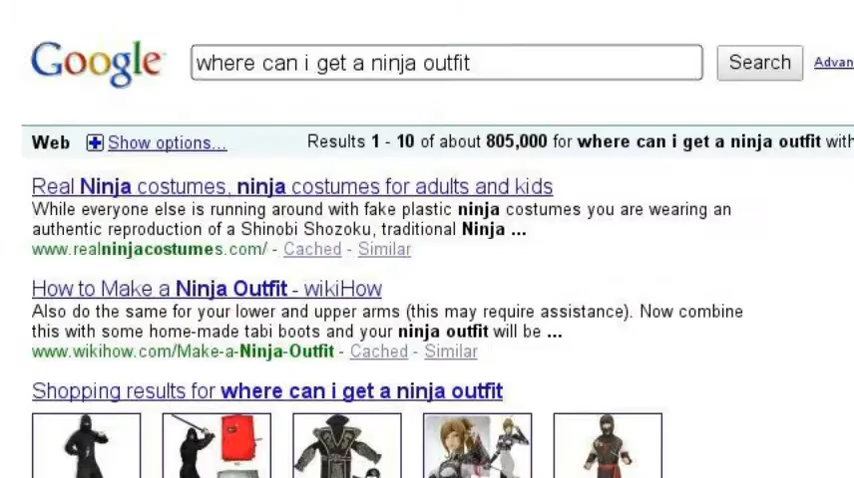 Google where can i get a ninja outfit Search Advan
Web Show options... Results 1 - 10 of about 805,000 for where can i get a ninja outfit with
Real Ninja costumes, ninja costumes for adults and kids
While everyone else is running around with fake plastic ninja costumes you are wearing an
authentic reproduction of a Shinobi Shozoku, traditional Ninja ...
www.realninjacostumes.com/ - Cached - Similar
How to Make a Ninja Outfit - wikiHow
Also do the same for your lower and upper arms (this may require assistance). Now combine
this with some home-made tabi boots and your ninja outfit will be ...
www.wikihow.com/Make-a-Ninja-Outfit - Cached - Similar
Shopping results for where can i get a ninja outfit